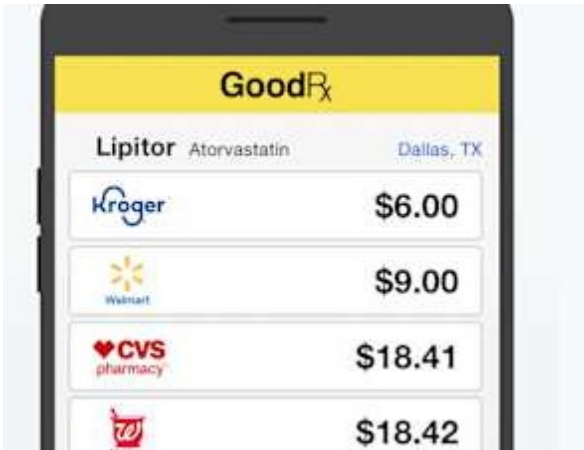 GoodRx
Lipitor Atorvastatin Dallas, TX
Kroger $6.00
Walmart $9.00
CVS
pharmacy $18.41
$18.42